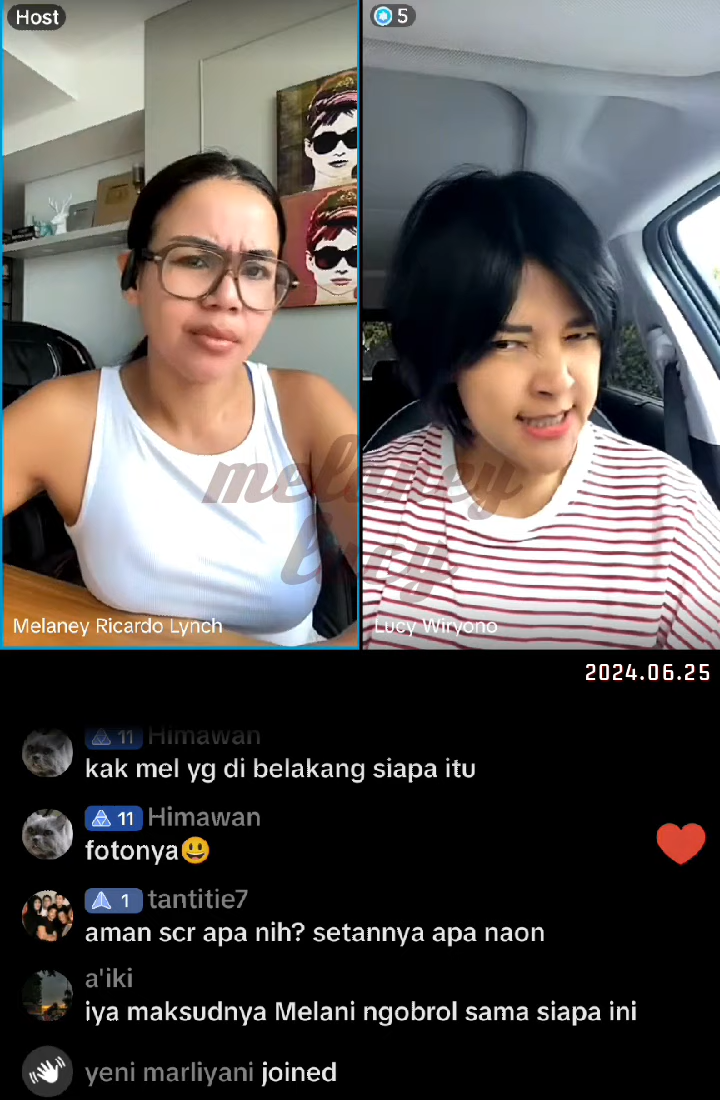 Host
5
melaney
lucy
Melaney Ricardo Lynch
Lucy Wiryono
2024.06.25
11 Himawan
kak mel yg di belakang siapa itu
11 Himawan
fotonya😃
1 tantitie7
aman scr apa nih? setannya apa naon
a'iki
iya maksudnya Melani ngobrol sama siapa ini
yeni marliyani joined